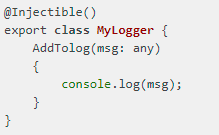 @Injectible()
export class MyLogger {
    AddTolog(msg: any)
    {
        console.log(msg);
    }
}